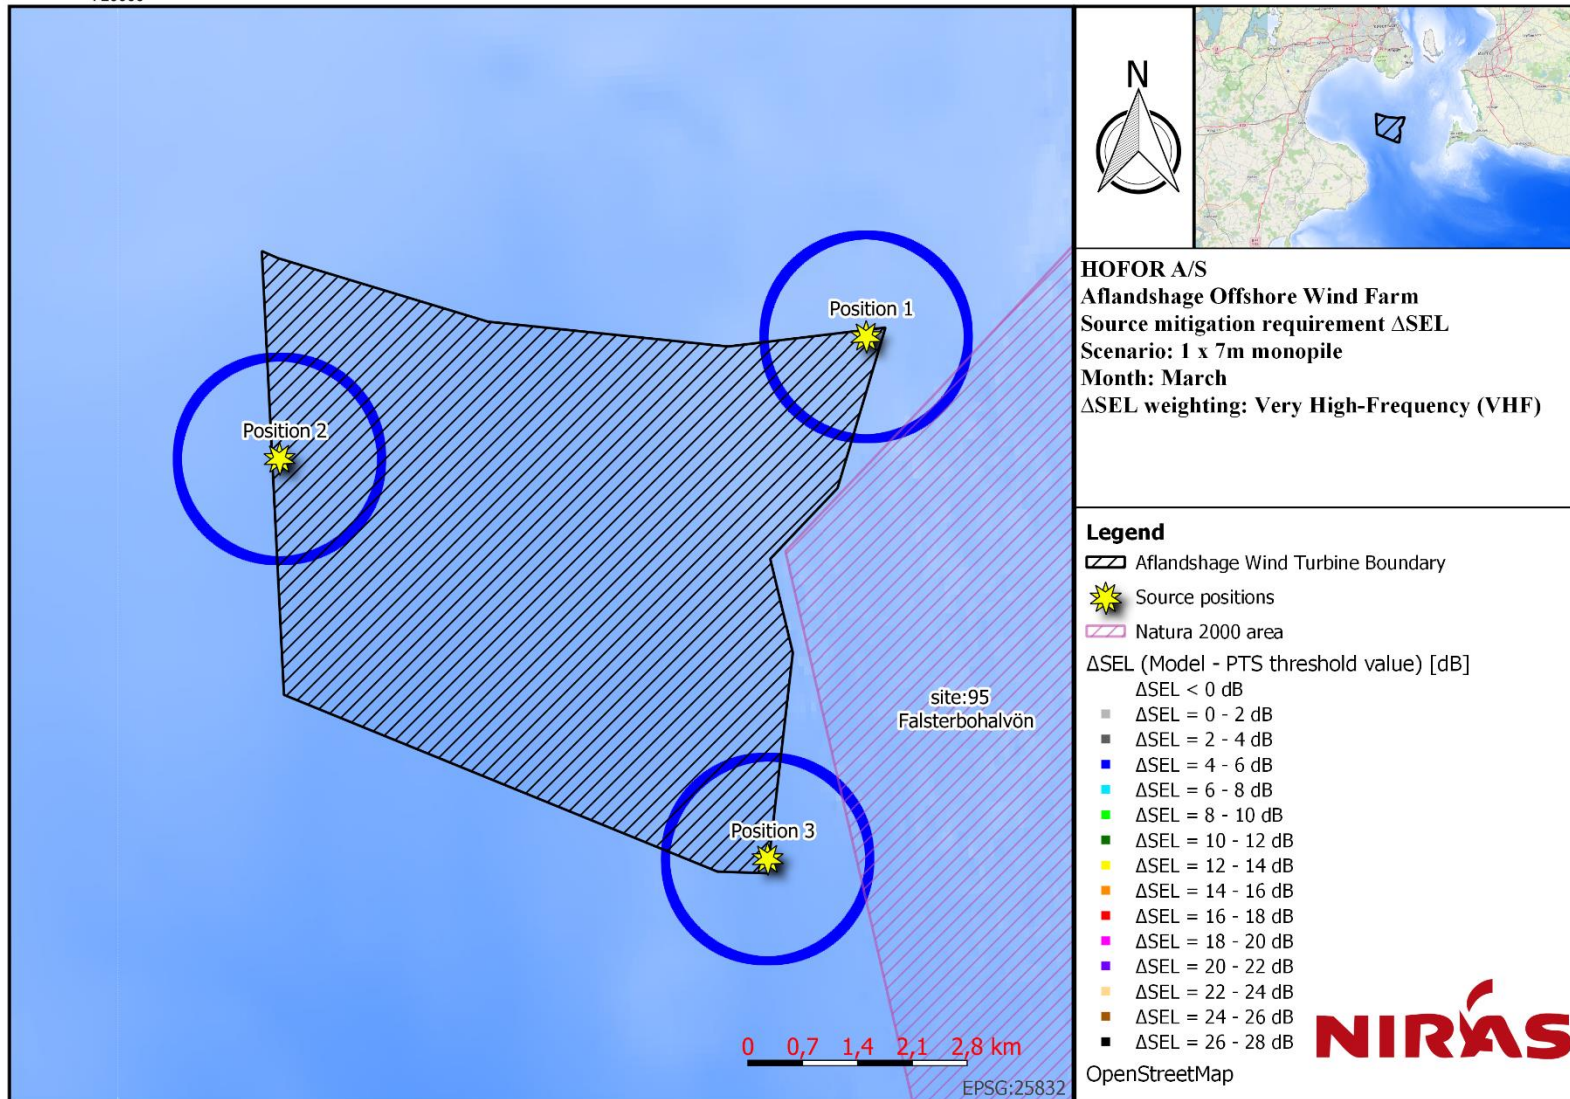 N
HOFOR A/S
Aflandshage Offshore Wind Farm
Source mitigation requirement ΔSEL
Scenario: 1 x 7m monopile
Month: March
ΔSEL weighting: Very High-Frequency (VHF)
Position 1
Position 2
Position 3
site:95
Falsterbohalvön
0 0,7 1,4 2,1 2,8 km
EPSG:25832
Legend
Aflandshage Wind Turbine Boundary
Source positions
Natura 2000 area
ΔSEL (Model - PTS threshold value) [dB]
ΔSEL < 0 dB
ΔSEL = 0 - 2 dB
ΔSEL = 2 - 4 dB
ΔSEL = 4 - 6 dB
ΔSEL = 6 - 8 dB
ΔSEL = 8 - 10 dB
ΔSEL = 10 - 12 dB
ΔSEL = 12 - 14 dB
ΔSEL = 14 - 16 dB
ΔSEL = 16 - 18 dB
ΔSEL = 18 - 20 dB
ΔSEL = 20 - 22 dB
ΔSEL = 22 - 24 dB
ΔSEL = 24 - 26 dB
ΔSEL = 26 - 28 dB
OpenStreetMap
NIRAS